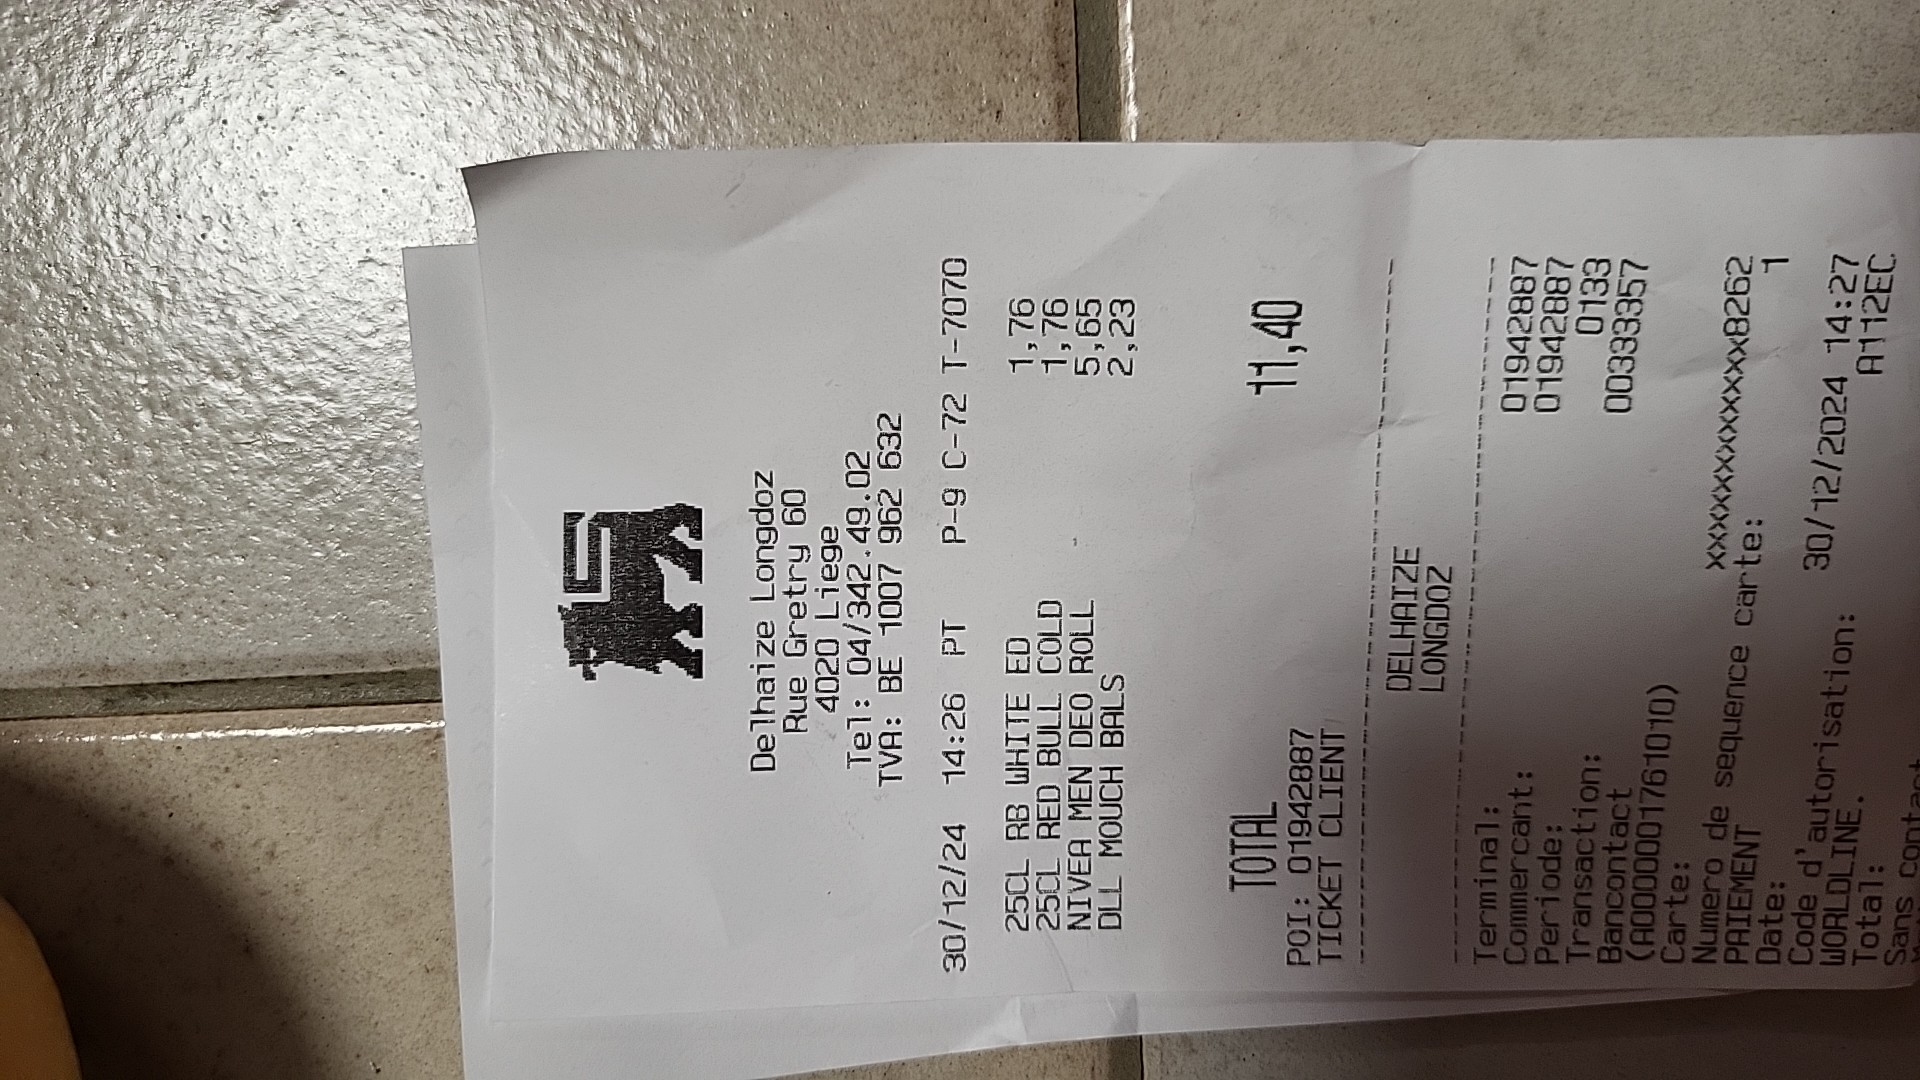 Delhaize Longdoz
Rue Gretry 60
4020 Liege
Tel: 04/342.49.02
TVA: BE 1007 962 632
30/12/24 14:26 PT P-9 C-72 T-7070
25CL RB WHITE ED 1,76
25CL RED BULL COLD 1,76
NIVEA MEN DEO ROLL 5,65
DLL MOUCH BALS 2,23
TOTAL 11,40
POI: 01942887
TICKET CLIENT
DELHAIZE
LONGDOZ
Terminal: 01942887
Commercant: 01942887
Periode: 0133
Transaction: 00333357
Bancontact
(A0000001761010)
Carte: xxxxxxxxxxxxx8262
Numero de sequence carte: 1
PAIEMENT
Date: 30/12/2024 14:27
Code d'autorisation: A112EC
WORLDLINE.
Total:
Sans contact